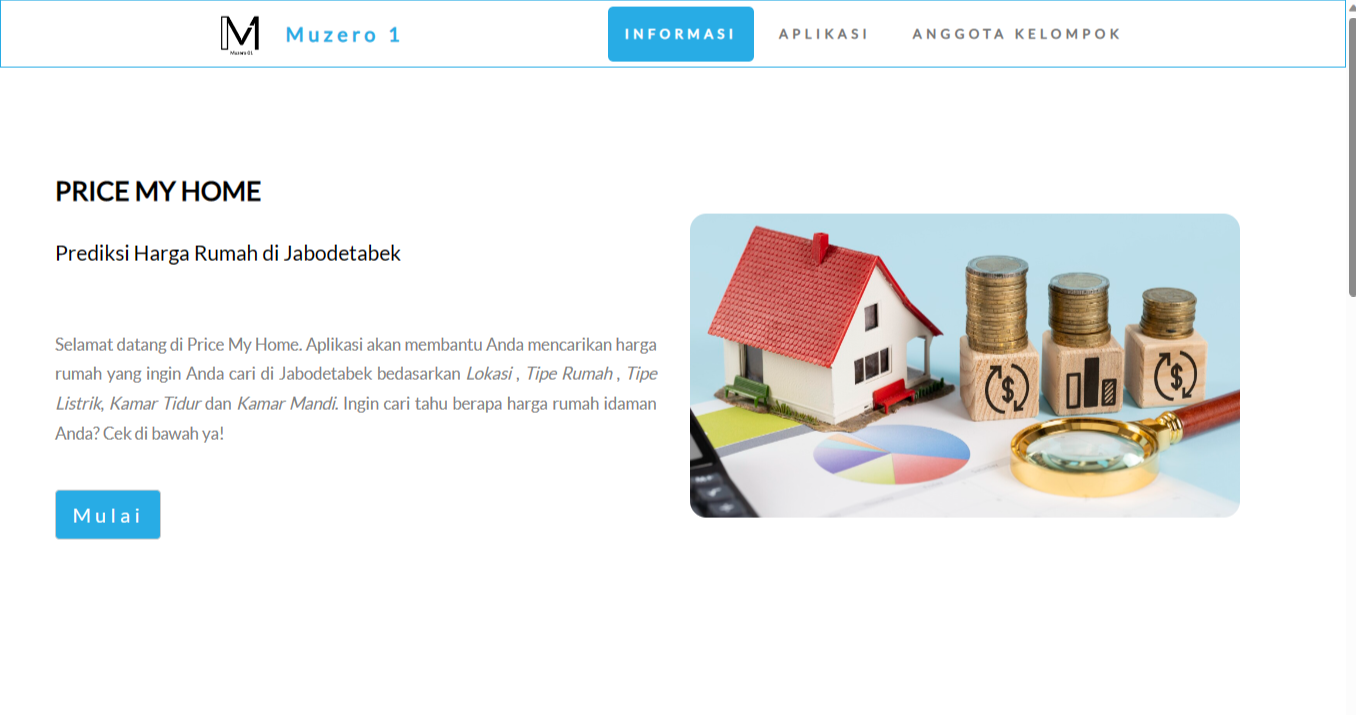 Muzero 01
Muzero 1
INFORMASI
APLIKASI
ANGGOTA KELOMPOK
PRICE MY HOME
Prediksi Harga Rumah di Jabodetabek
Selamat datang di Price My Home. Aplikasi akan membantu Anda mencarikan harga
rumah yang ingin Anda cari di Jabodetabek bedasarkan Lokasi , Tipe Rumah , Tipe
Listrik, Kamar Tidur dan Kamar Mandi. Ingin cari tahu berapa harga rumah idaman
Anda? Cek di bawah ya!
Mulai